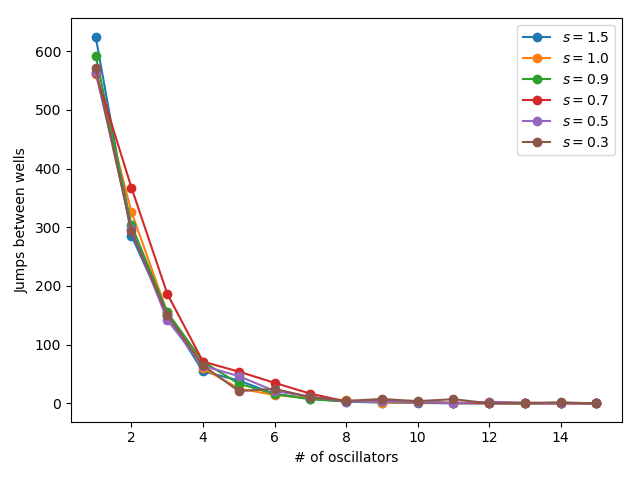 600
500
400
300
200
100
0
Jumps between wells
2 4 6 8 10 12 14
# of oscillators
s = 1.5
s = 1.0
s = 0.9
s = 0.7
s = 0.5
s = 0.3